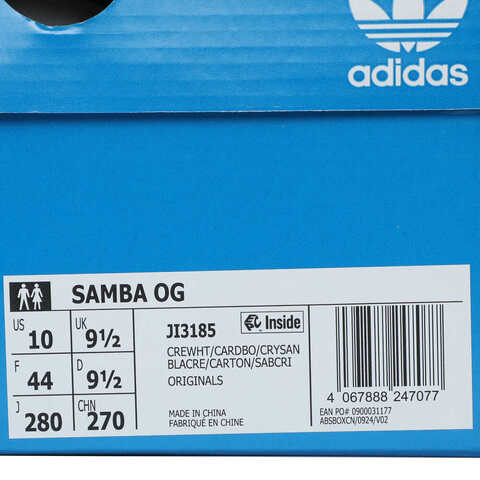 adidas
SAMBA OG
US
10
UK
9½
F
44
D
9½
J
280
CHN
270
JI3185
Inside
CREWHT/CARDBO/CRYSAN
BLACRE/CARTON/SABCRI
ORIGINALS
MADE IN CHINA
FABRIQUÉ EN CHINE
4 067888 247077
EAN PO# 0900031177
ABSBOXCN/0924/V02